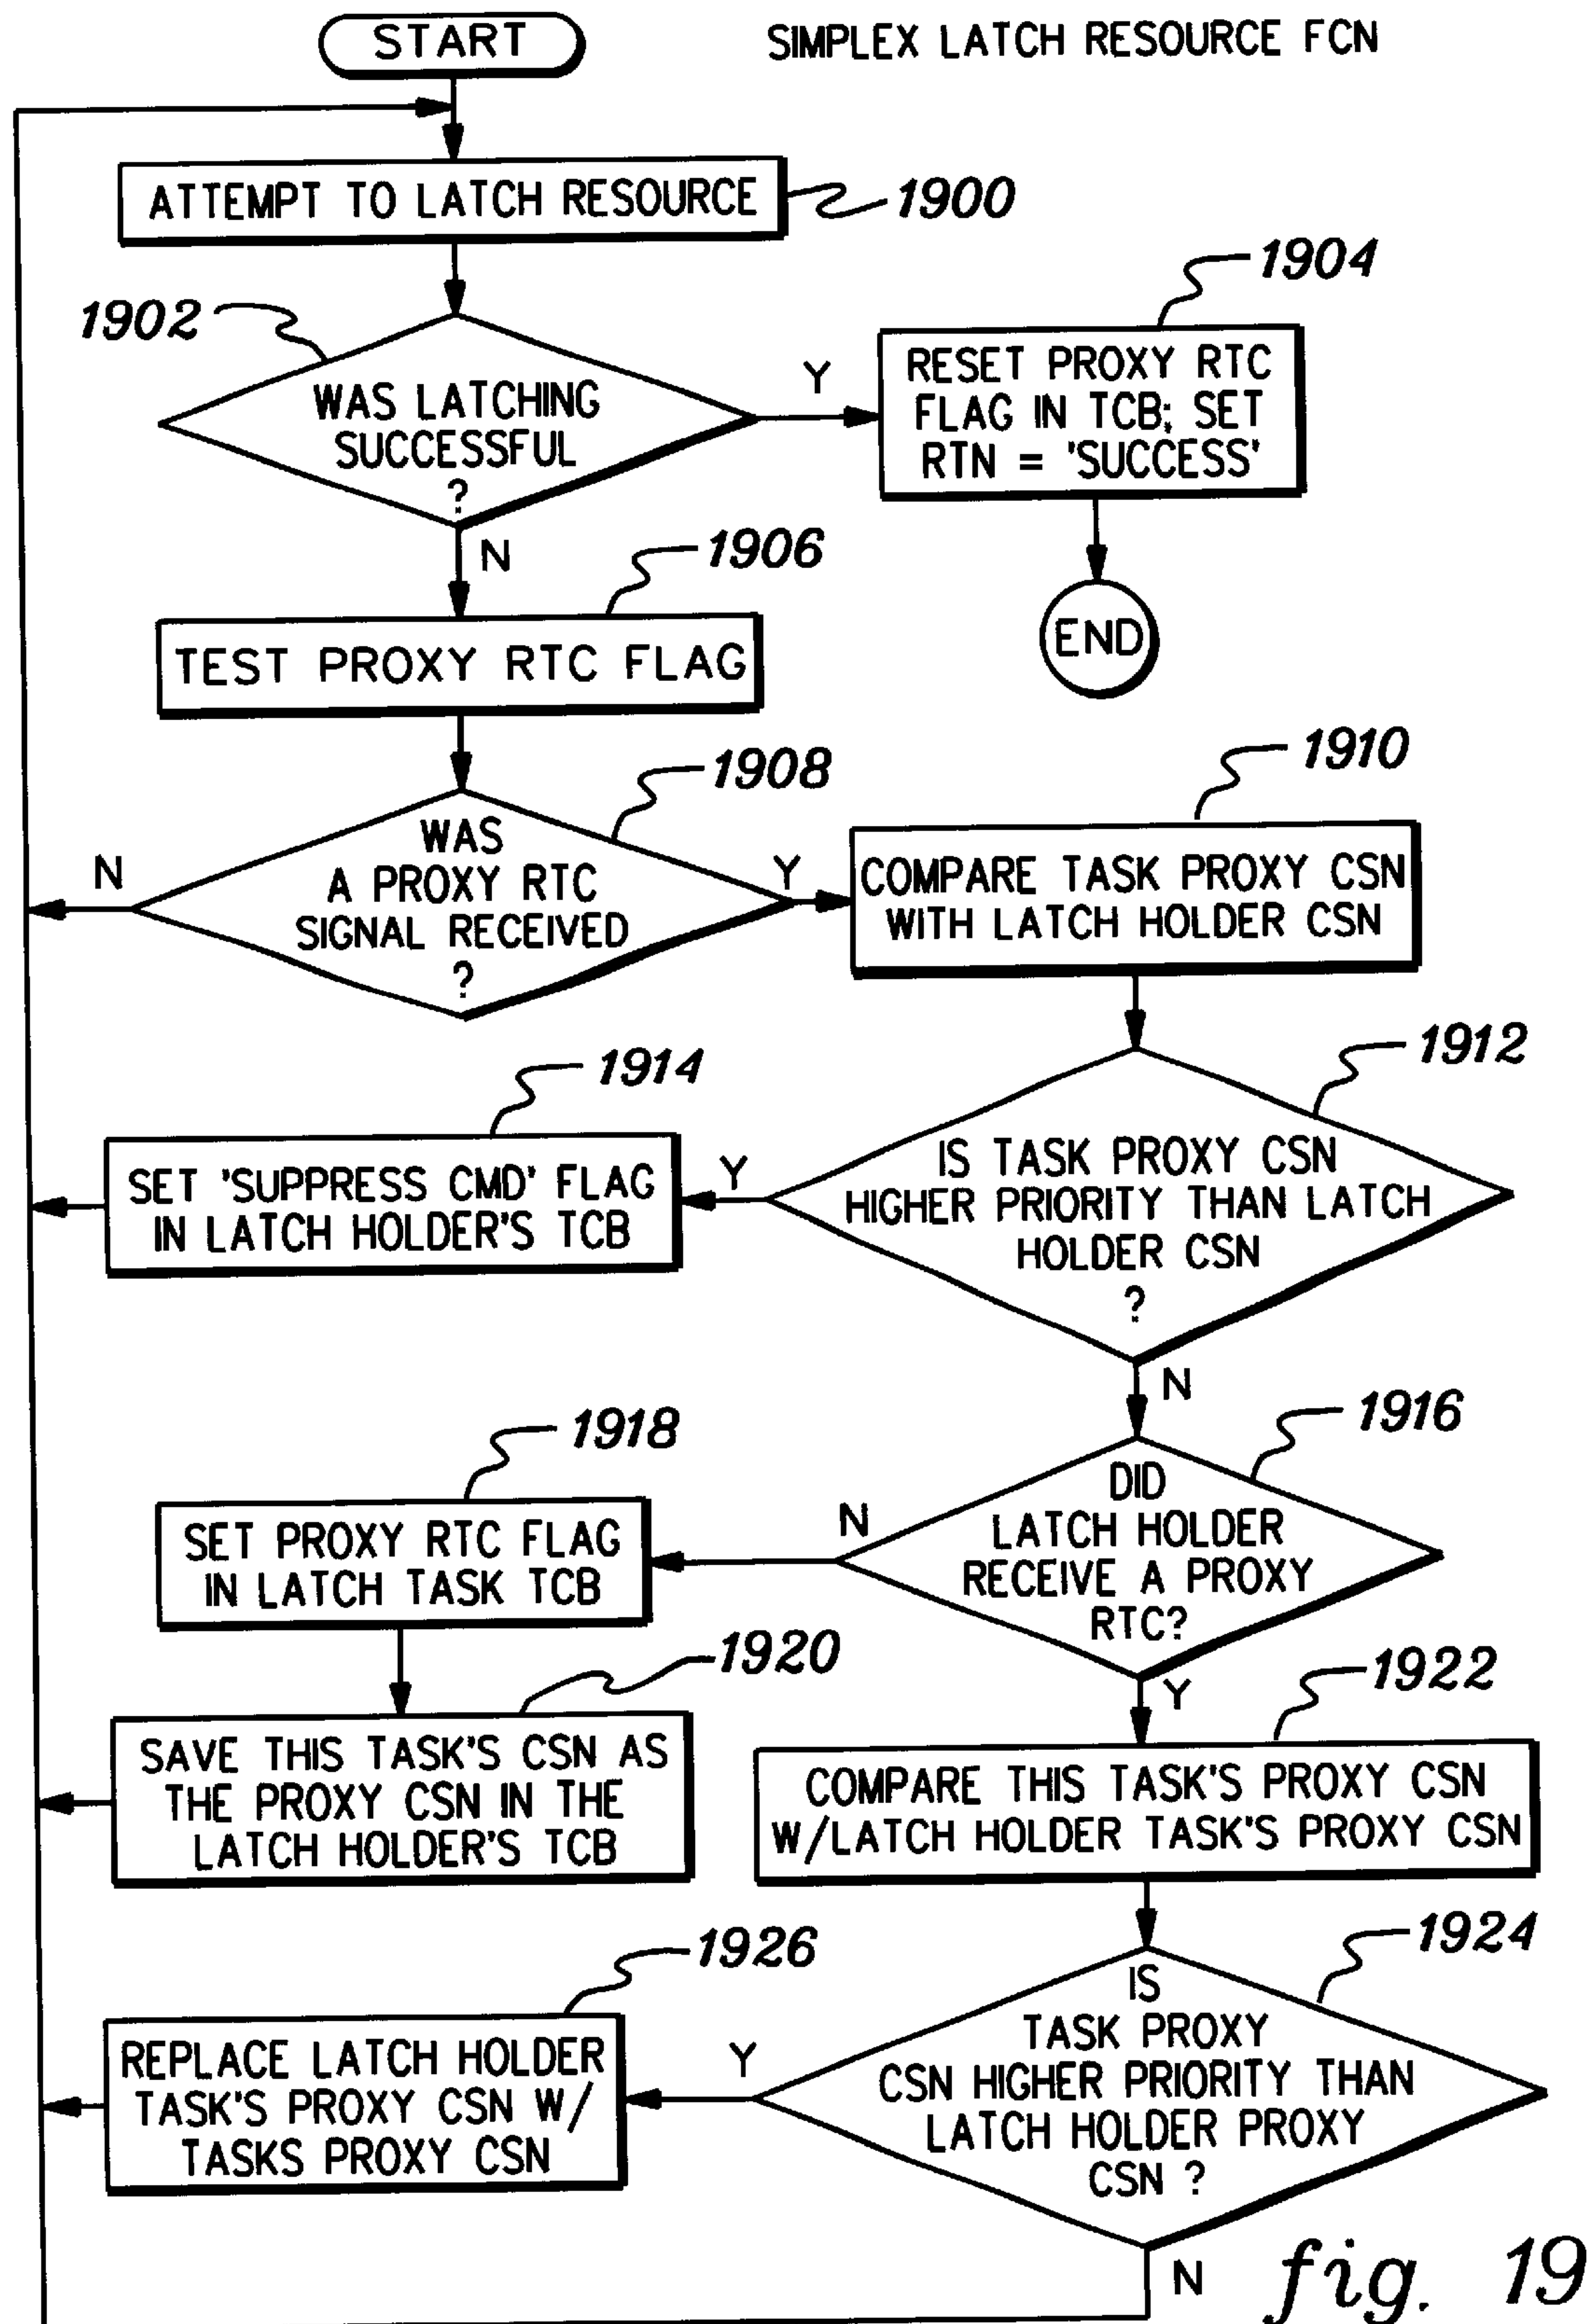 START
SIMPLEX LATCH RESOURCE FCN
ATTEMPT TO LATCH RESOURCE
1900
1902
WAS LATCHING
SUCCESSFUL
?
Y
1904
RESET PROXY RTC
FLAG IN TCB; SET
RTN = 'SUCCESS'
END
N
1906
TEST PROXY RTC FLAG
1908
WAS
A PROXY RTC
SIGNAL RECEIVED
?
N
Y
1910
COMPARE TASK PROXY CSN
WITH LATCH HOLDER CSN
1912
IS TASK PROXY CSN
HIGHER PRIORITY THAN LATCH
HOLDER CSN
?
Y
1914
SET 'SUPPRESS CMD' FLAG
IN LATCH HOLDER'S TCB
N
1916
DID
LATCH HOLDER
RECEIVE A PROXY
RTC?
N
1918
SET PROXY RTC FLAG
IN LATCH TASK TCB
1920
SAVE THIS TASK'S CSN AS
THE PROXY CSN IN THE
LATCH HOLDER'S TCB
Y
1922
COMPARE THIS TASK'S PROXY CSN
W/LATCH HOLDER TASK'S PROXY CSN
1924
IS
TASK PROXY
CSN HIGHER PRIORITY THAN
LATCH HOLDER PROXY
CSN ?
Y
1926
REPLACE LATCH HOLDER
TASK'S PROXY CSN W/
TASKS PROXY CSN
N
fig. 19